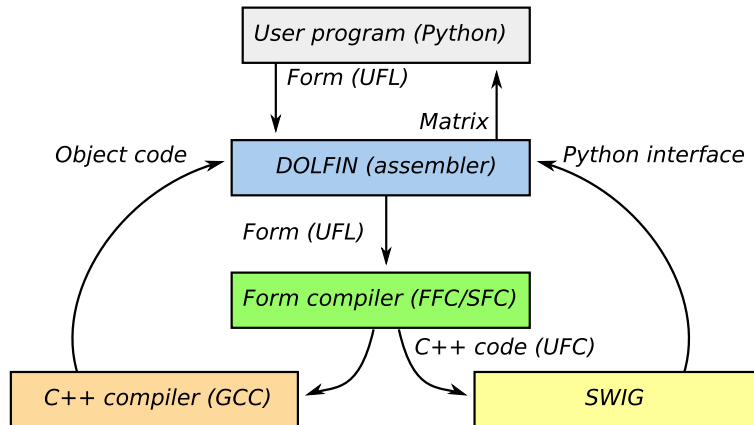 User program (Python)
Form (UFL)
Matrix
Object code
Python interface
DOLFIN (assembler)
Form (UFL)
Form compiler (FFC/SFC)
C++ code (UFC)
C++ compiler (GCC)
SWIG